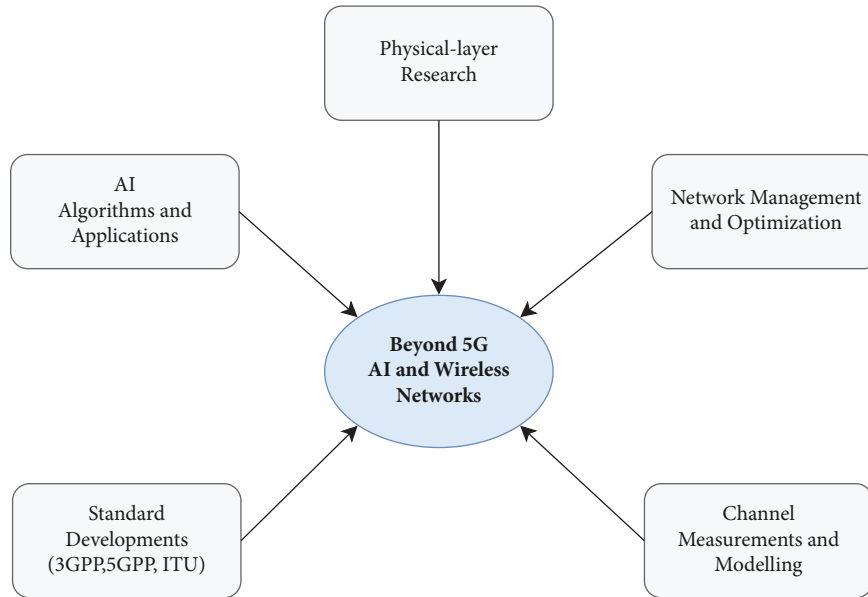 Physical-layer
Research
AI
Algorithms and
Applications
Network Management
and Optimization
Beyond 5G
AI and Wireless
Networks
Standard
Developments
(3GPP,5GPP, ITU)
Channel
Measurements and
Modelling